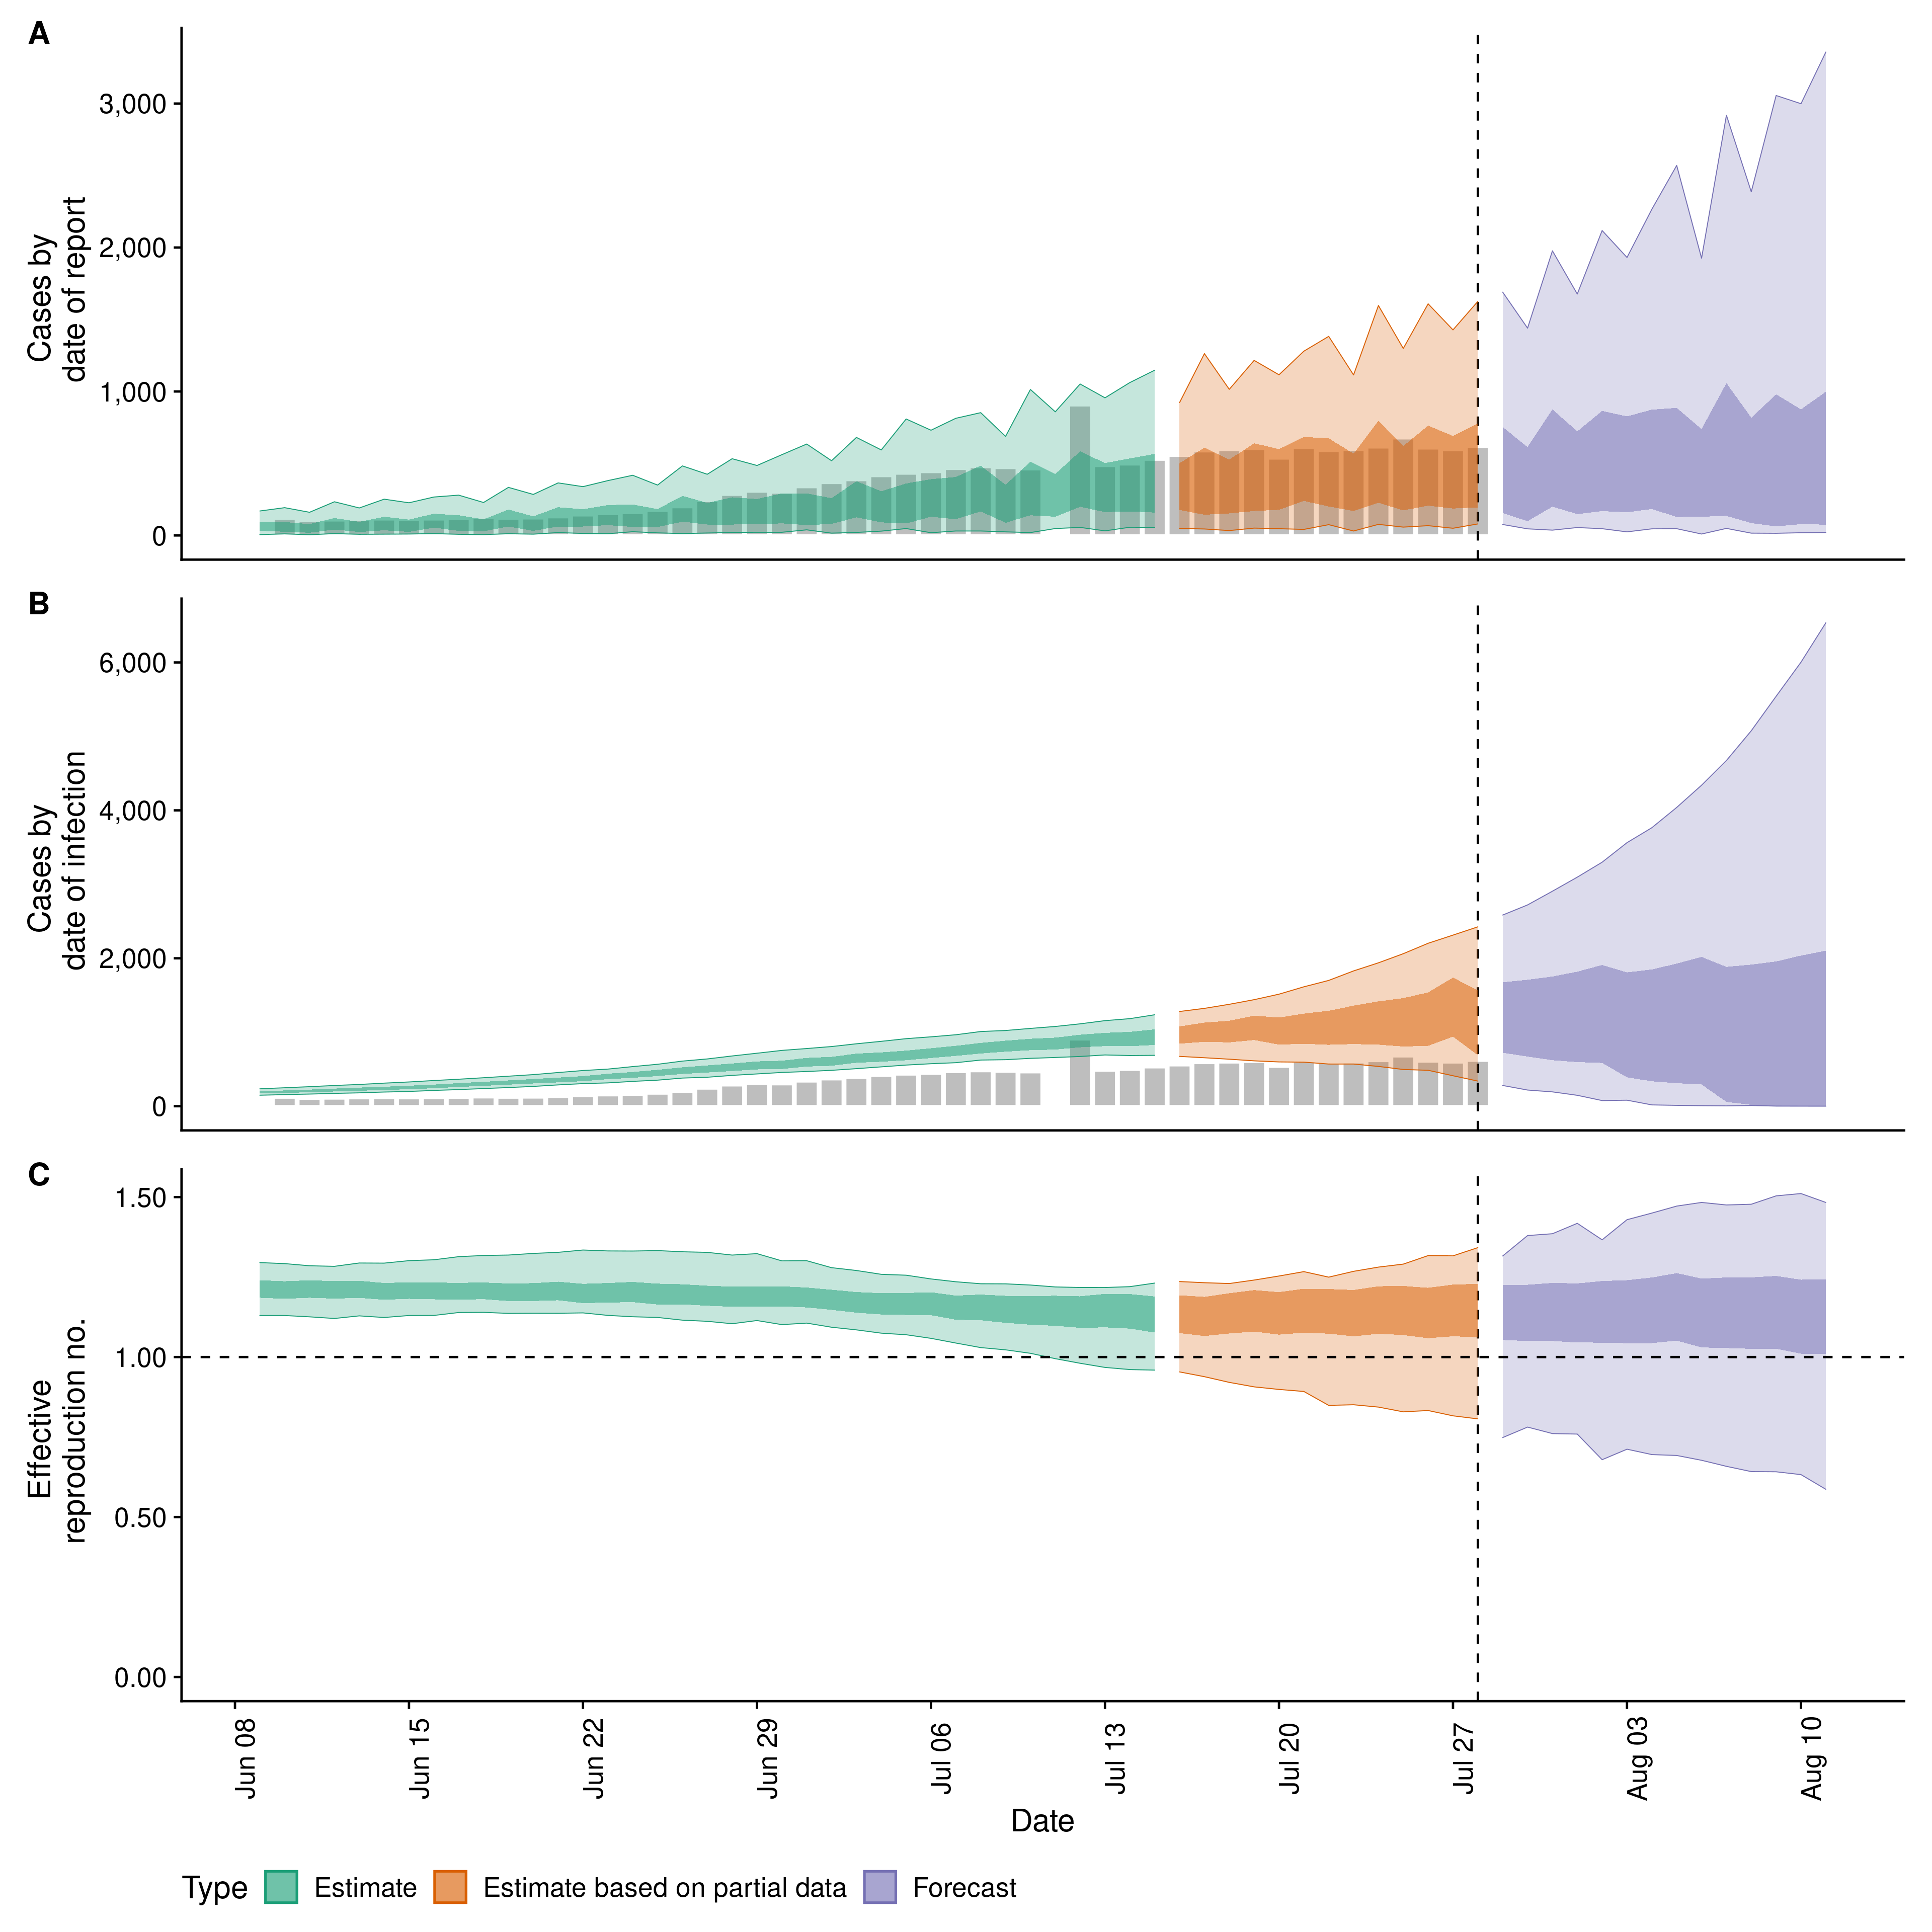 A
Cases by
date of report
3,000
2,000
1,000
0
B
Cases by
date of infection
6,000
4,000
2,000
0
C
Effective
reproduction no.
1.50
1.00
0.50
0.00
Jun 08
Jun 15
Jun 22
Jun 29
Jul 06
Jul 13
Jul 20
Jul 27
Aug 03
Aug 10
Date
Type Estimate Estimate based on partial data Forecast